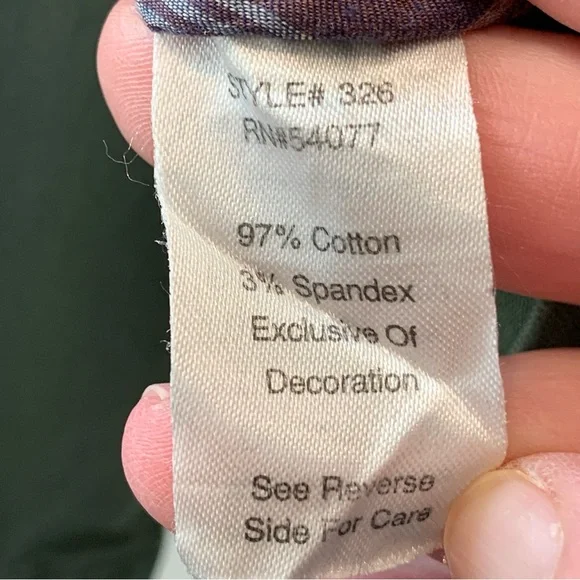 STYLE# 326
RN#54077
97% Cotton
3% Spandex
Exclusive Of
Decoration
See Reverse
Side For Care